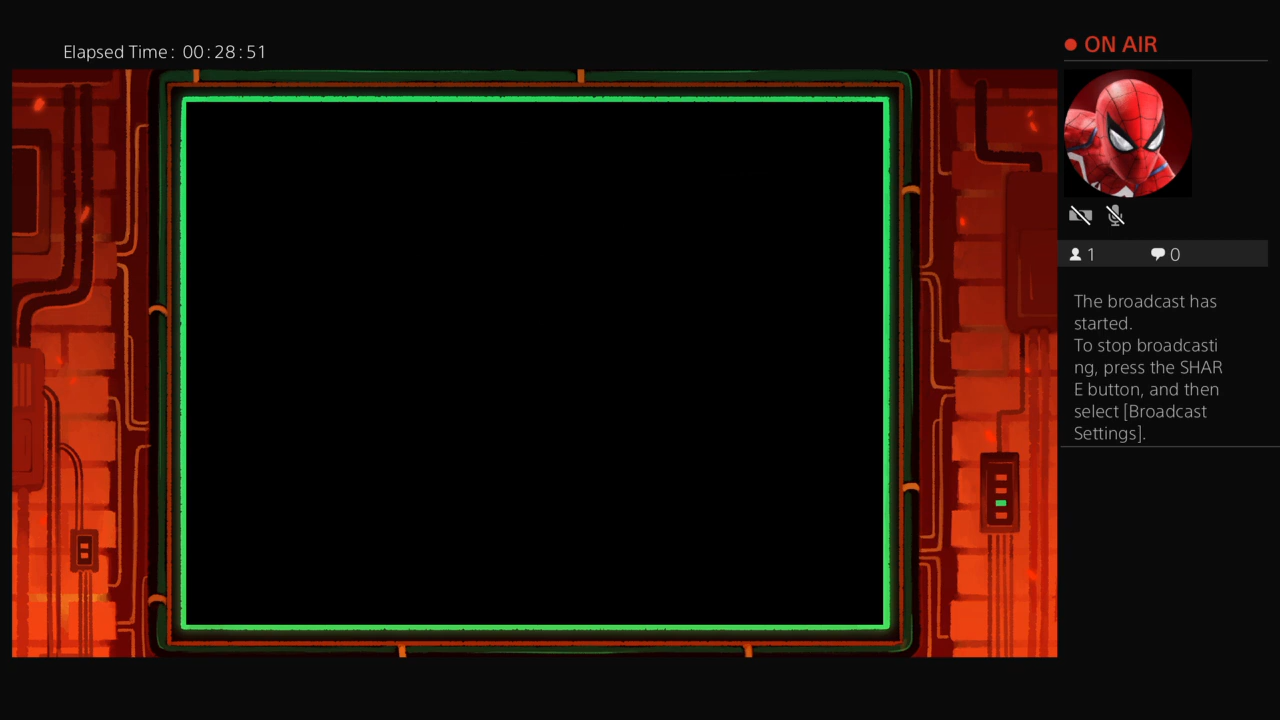 Elapsed Time: 00:28:51
ON AIR
1 0
The broadcast has
started.
To stop broadcasti
ng, press the SHAR
E button, and then
select [Broadcast
Settings].